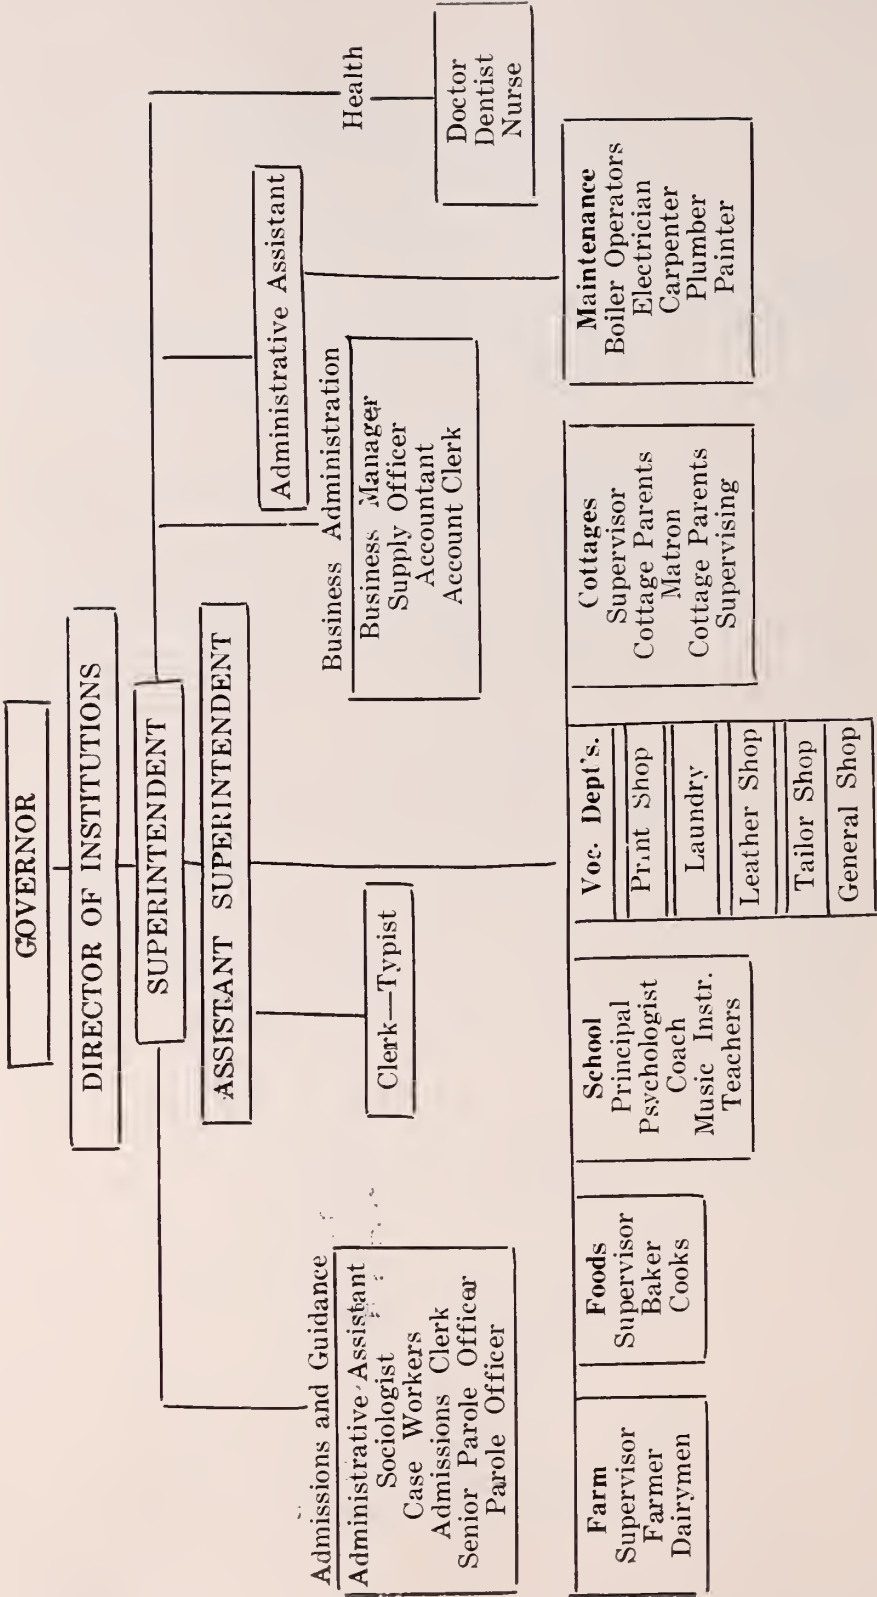 GOVERNOR
DIRECTOR OF INSTITUTIONS
SUPERINTENDENT
ASSISTANT SUPERINTENDENT
Clerk—Typist
Admissions and Guidance
Administrative Assistant
Sociologist
Case Workers
Admissions Clerk
Senior Parole Officer
Parole Officer
Business Administration
Business Manager
Supply Officer
Accountant
Account Clerk
Administrative Assistant
Health
Doctor
Dentist
Nurse
Farm
Supervisor
Farmer
Dairymen
Foods
Supervisor
Baker
Cooks
School
Principal
Psychologist
Coach
Music Instr.
Teachers
Voc. Dept's.
Print Shop
Laundry
Leather Shop
Tailor Shop
General Shop
Cottages
Supervisor
Cottage Parents
Matron
Cottage Parents
Supervising
Maintenance
Boiler Operators
Electrician
Carpenter
Plumber
Painter